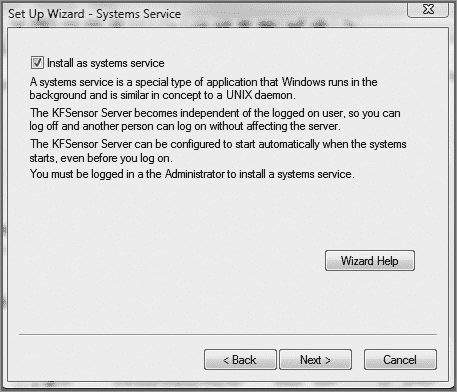 Set Up Wizard - Systems Service
Install as systems service
A systems service is a special type of application that Windows runs in the
background and is similar in concept to a UNIX daemon.
The KFSensor Server becomes independent of the logged on user, so you can
log off and another person can log on without affecting the server.
The KFSensor Server can be configured to start automatically when the systems
starts, even before you log on.
You must be logged in a the Administrator to install a systems service.
Wizard Help
< Back
Next >
Cancel